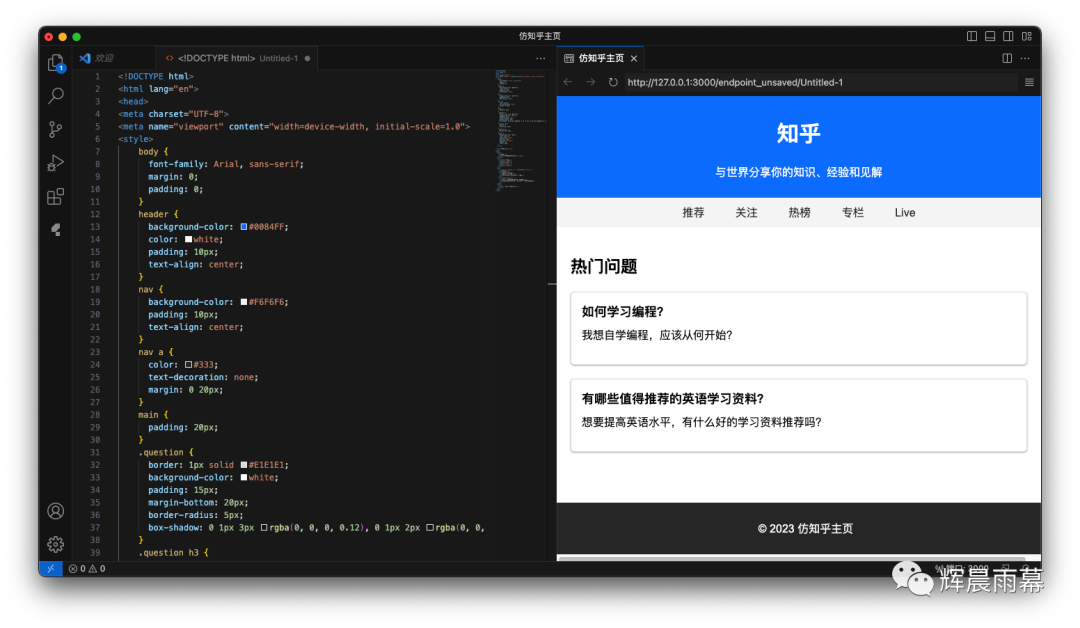 仿知乎主页
欢迎
<> <!DOCTYPE html> Untitled-1
仿知乎主页
http://127.0.0.1:3000/endpoint_unsaved/Untitled-1
1
1 <!DOCTYPE html>
2 <html lang="en">
3 <head>
4 <meta charset="UTF-8">
5 <meta name="viewport" content="width=device-width, initial-scale=1.0">
6 <style>
7 body {
8 font-family: Arial, sans-serif;
9 margin: 0;
10 padding: 0;
11 }
12 header {
13 background-color: #0084FF;
14 color: white;
15 padding: 10px;
16 text-align: center;
17 }
18 nav {
19 background-color: #F6F6F6;
20 padding: 10px;
21 text-align: center;
22 }
23 nav a {
24 color: #333;
25 text-decoration: none;
26 margin: 0 20px;
27 }
28 main {
29 padding: 20px;
30 }
31 .question {
32 border: 1px solid #E1E1E1;
33 background-color: white;
34 padding: 15px;
35 margin-bottom: 20px;
36 border-radius: 5px;
37 box-shadow: 0 1px 3px rgba(0, 0, 0, 0.12), 0 1px 2px rgba(0, 0,
38 }
39 .question h3 {
知乎
与世界分享你的知识、经验和见解
推荐 关注 热榜 专栏 Live
热门问题
如何学习编程?
我想自学编程，应该从何开始?
有哪些值得推荐的英语学习资料?
想要提高英语水平，有什么好的学习资料推荐吗?
© 2023 仿知乎主页
0 0
端口: 3000
辉晨雨幕